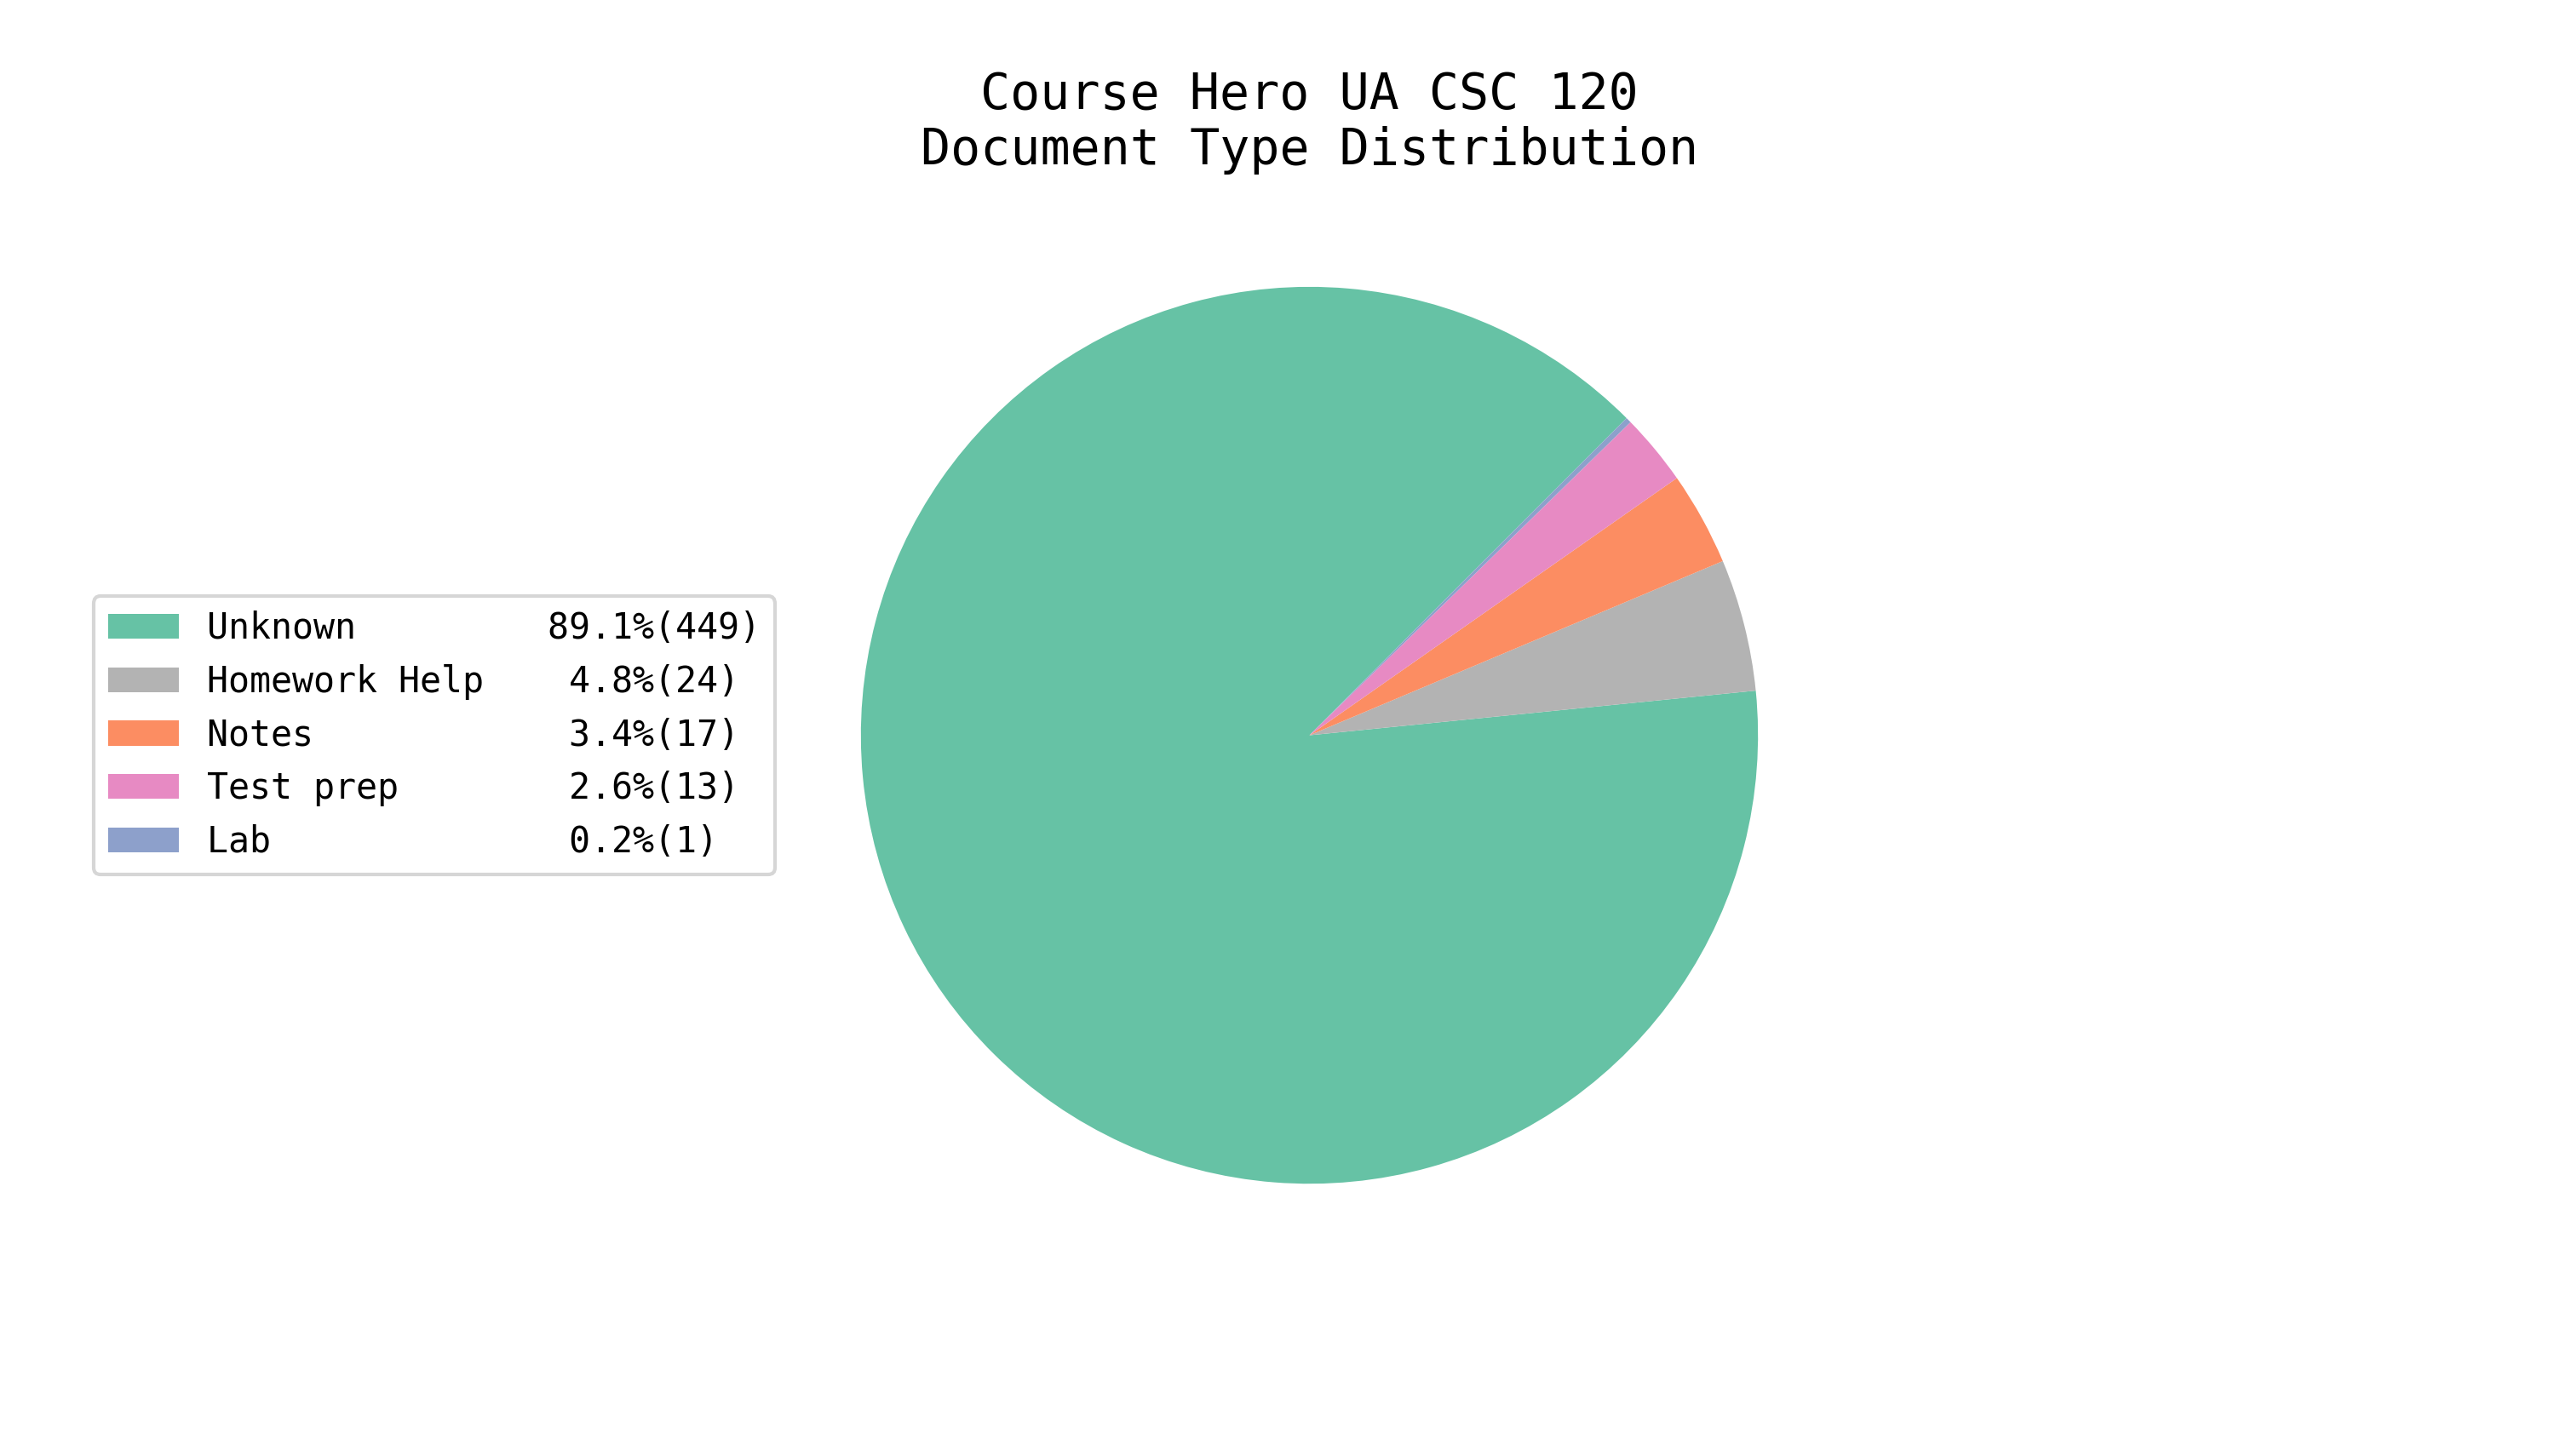 Course Hero UA CSC 120
Document Type Distribution
Unknown 89.1%(449)
Homework Help 4.8%(24)
Notes 3.4%(17)
Test prep 2.6%(13)
Lab 0.2%(1)